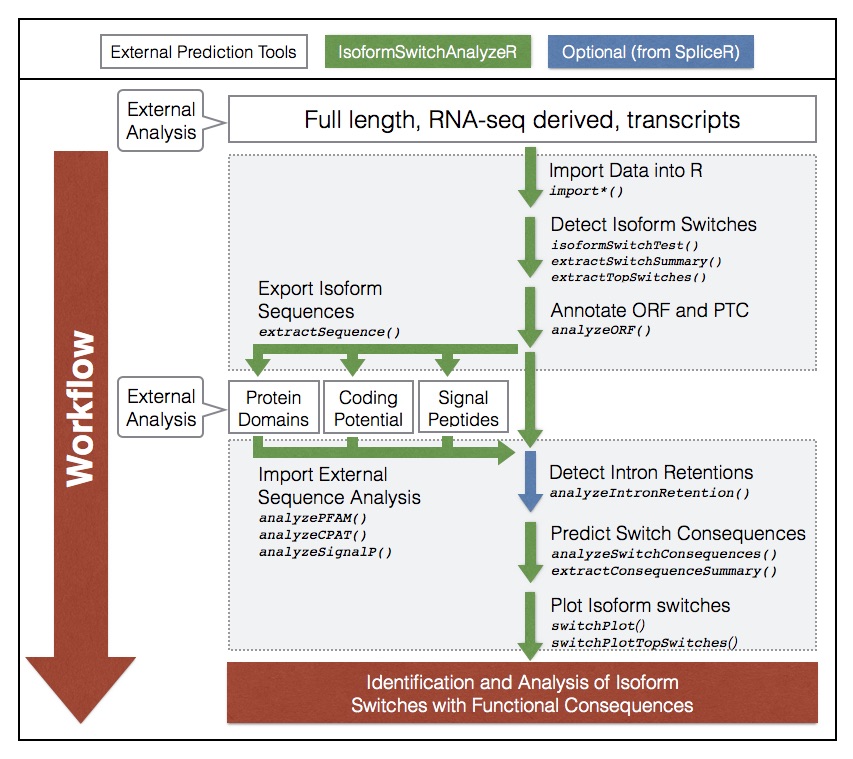 External Prediction Tools
IsoformSwitchAnalyzeR
Optional (from SpliceR)
External
Analysis
Full length, RNA-seq derived, transcripts
Workflow
Import Data into R
import*()
Detect Isoform Switches
isoformSwitchTest()
extractSwitchSummary()
extractTopSwitches()
Export Isoform
Sequences
extractSequence()
Annotate ORF and PTC
analyzeORF()
External
Analysis
Protein
Domains
Coding
Potential
Signal
Peptides
Import External
Sequence Analysis
analyzePFAM()
analyzeCPAT()
analyzeSignalP()
Detect Intron Retentions
analyzeIntronRetention()
Predict Switch Consequences
analyzeSwitchConsequences()
extractConsequenceSummary()
Plot Isoform switches
switchPlot()
switchPlotTopSwitches()
Identification and Analysis of Isoform
Switches with Functional Consequences